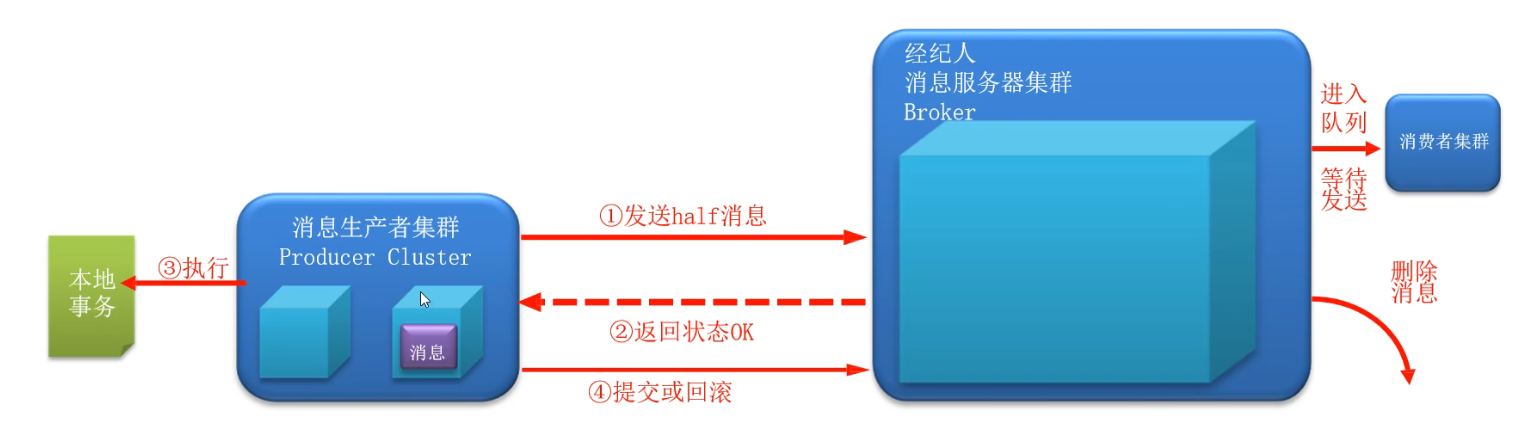 经纪人
消息服务器集群
Broker
进入
队列
等待
发送
消费者集群
①发送half消息
消息生产者集群
Producer Cluster
消息
③执行
本地
事务
②返回状态OK
④提交或回滚
删除
消息